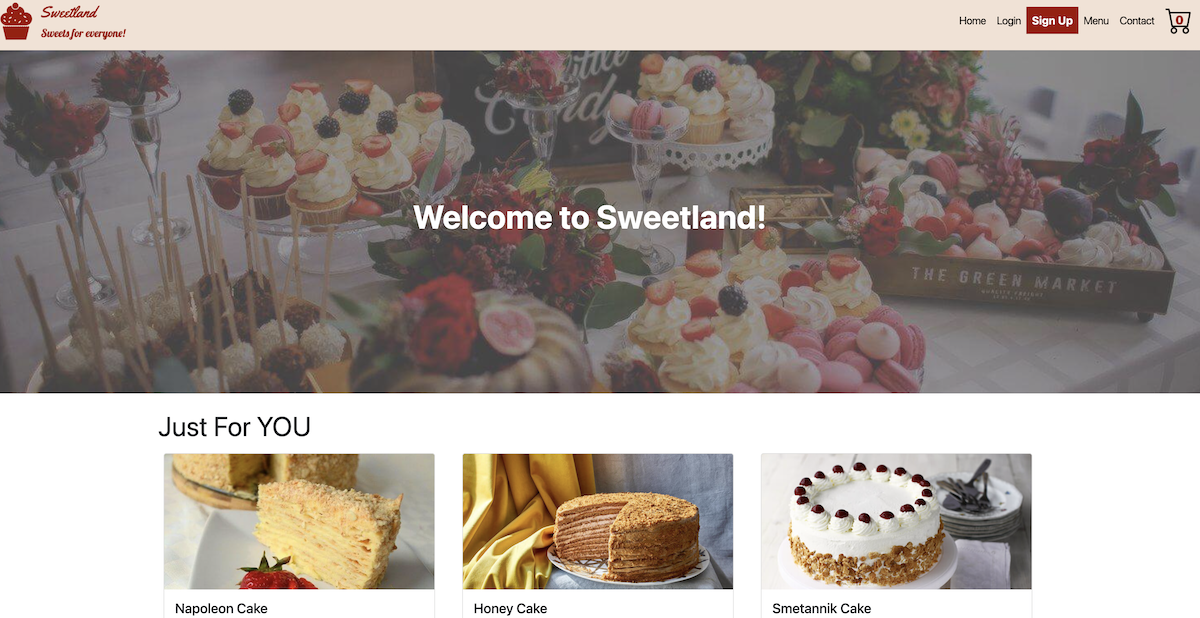 Sweetland
Sweets for everyone!
Home Login Sign Up Menu Contact 0
Little
Candy
Welcome to Sweetland!
THE GREEN MARKET
Just For YOU
Napoleon Cake
Honey Cake
Smetannik Cake